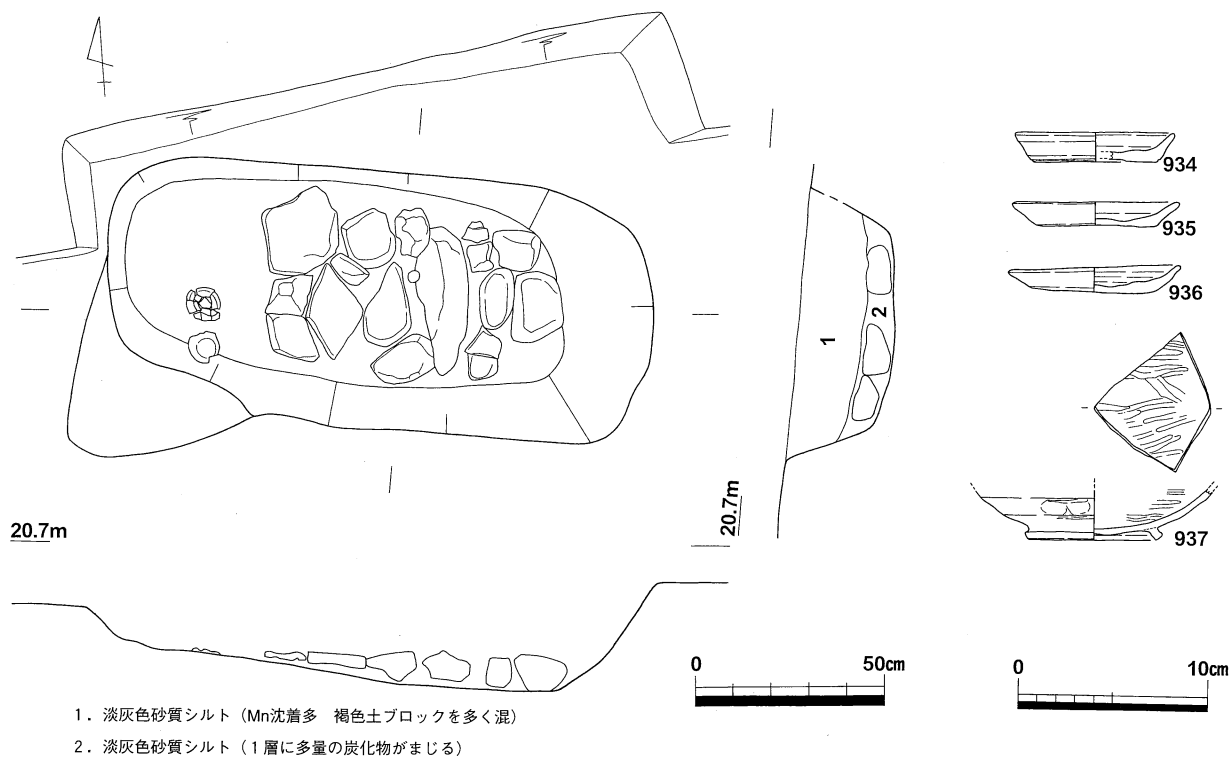 934
935
936
1
2
937
20.7m
20.7m
0 50cm
0 10cm
1．淡灰色砂質シルト（Mn沈着多　褐色土ブロックを多く混）
2．淡灰色砂質シルト（1層に多量の炭化物がまじる）